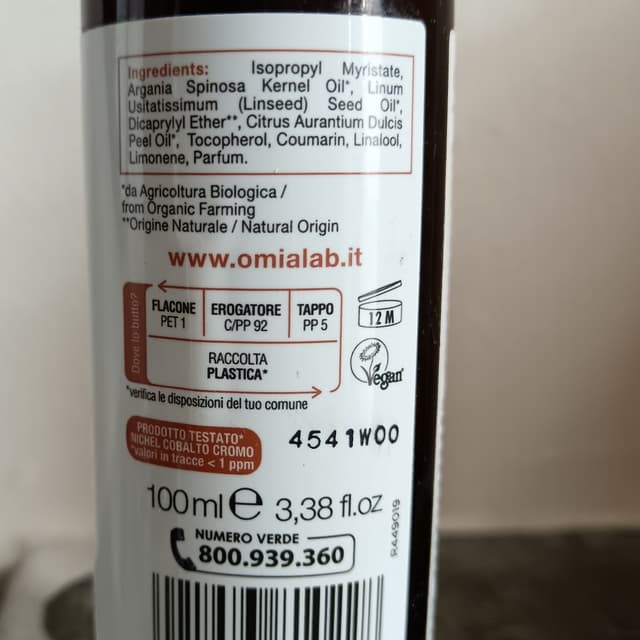 Ingredients: Isopropyl Myristate,
Argania Spinosa Kernel Oil*, Linum
Usitatissimum (Linseed) Seed Oil*,
Dicaprylyl Ether**, Citrus Aurantium Dulcis
Peel Oil*, Tocopherol, Coumarin, Linalool,
Limonene, Parfum.
*da Agricoltura Biologica /
from Organic Farming
**Origine Naturale / Natural Origin
www.omialab.it
Dove lo butto?
FLACONE EROGATORE TAPPO
PET 1 C/PP 92 PP 5
RACCOLTA
PLASTICA*
*verifica le disposizioni del tuo comune
12 M
Vegan
PRODOTTO TESTATO*
NICHEL COBALTO CROMO
*valori in tracce < 1 ppm
4541W00
100 ml e 3,38 fl.oz
R449019
NUMERO VERDE
800.939.360